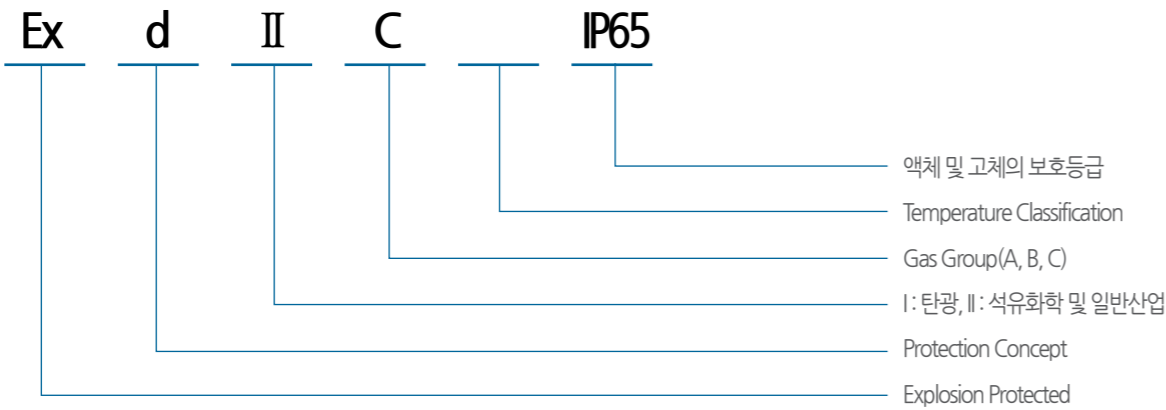 Ex d Ⅱ C IP65
액체 및 고체의 보호등급
Temperature Classification
Gas Group(A, B, C)
Ⅰ: 탄광, Ⅱ: 석유화학 및 일반산업
Protection Concept
Explosion Protected